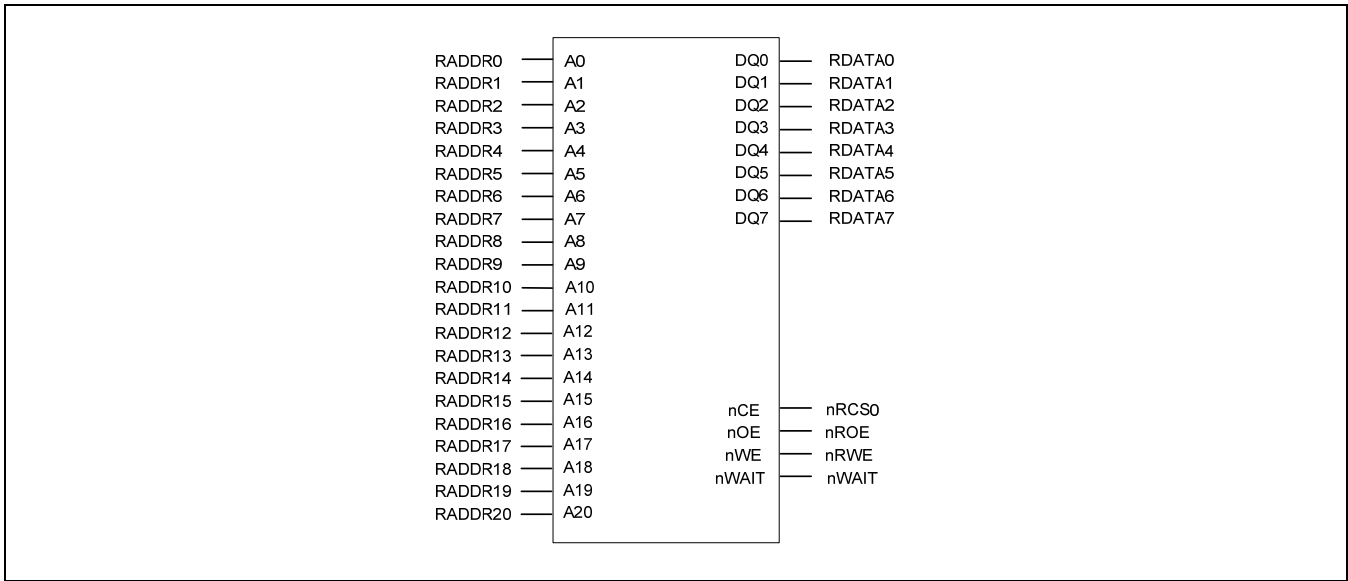 RADDR0 A0 DQ0 RDATA0
RADDR1 A1 DQ1 RDATA1
RADDR2 A2 DQ2 RDATA2
RADDR3 A3 DQ3 RDATA3
RADDR4 A4 DQ4 RDATA4
RADDR5 A5 DQ5 RDATA5
RADDR6 A6 DQ6 RDATA6
RADDR7 A7 DQ7 RDATA7
RADDR8 A8
RADDR9 A9
RADDR10 A10
RADDR11 A11
RADDR12 A12
RADDR13 A13
RADDR14 A14
RADDR15 A15 nCE nRCS0
RADDR16 A16 nOE nROE
RADDR17 A17 nWE nRWE
RADDR18 A18 nWAIT nWAIT
RADDR19 A19
RADDR20 A20